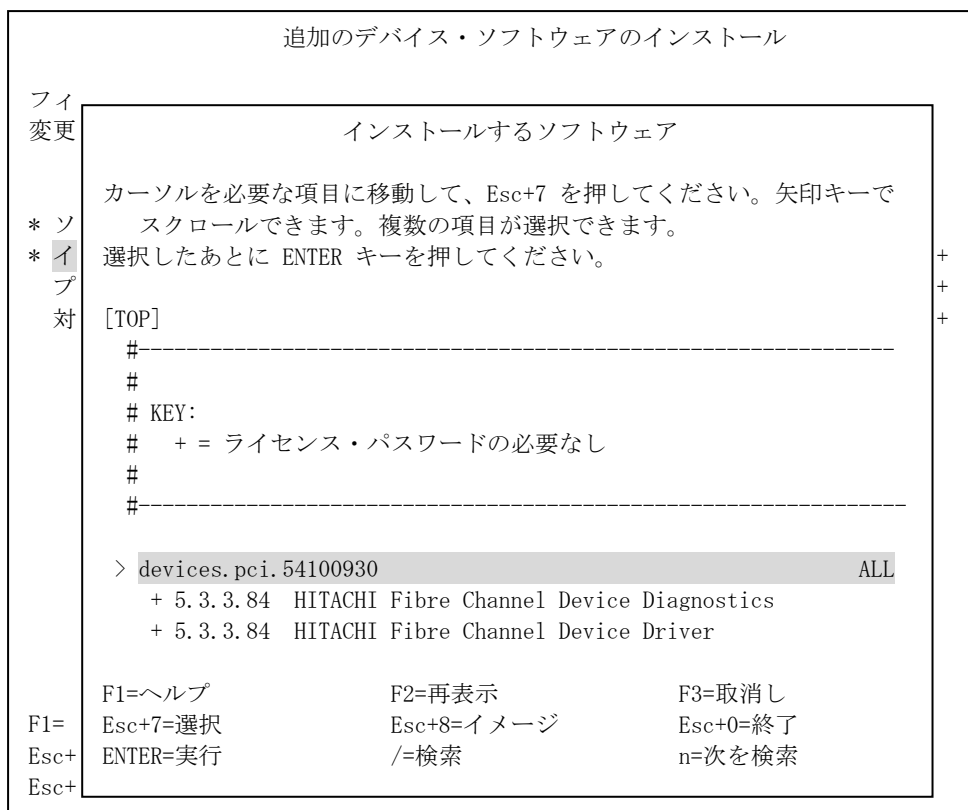 追加のデバイス・ソフトウェアのインストール
フィ
変更
インストールするソフトウェア
カーソルを必要な項目に移動して、Esc+7 を押してください。矢印キーで
* ソ
スクロールできます。複数の項目が選択できます。
* イ
選択したあとに ENTER キーを押してください。
+
プ
+
対
[TOP]
+
#---------------------------------------------------------------
#
# KEY:
#   + = ライセンス・パスワードの必要なし
#
#----------------------------------------------------------------
> devices.pci.54100930 ALL
+ 5.3.3.84 HITACHI Fibre Channel Device Diagnostics
+ 5.3.3.84 HITACHI Fibre Channel Device Driver
F1=ヘルプ F2=再表示 F3=取消し
F1=
Esc+7=選択 Esc+8=イメージ Esc+0=終了
Esc+
ENTER=実行 /=検索 n=次を検索
Esc+